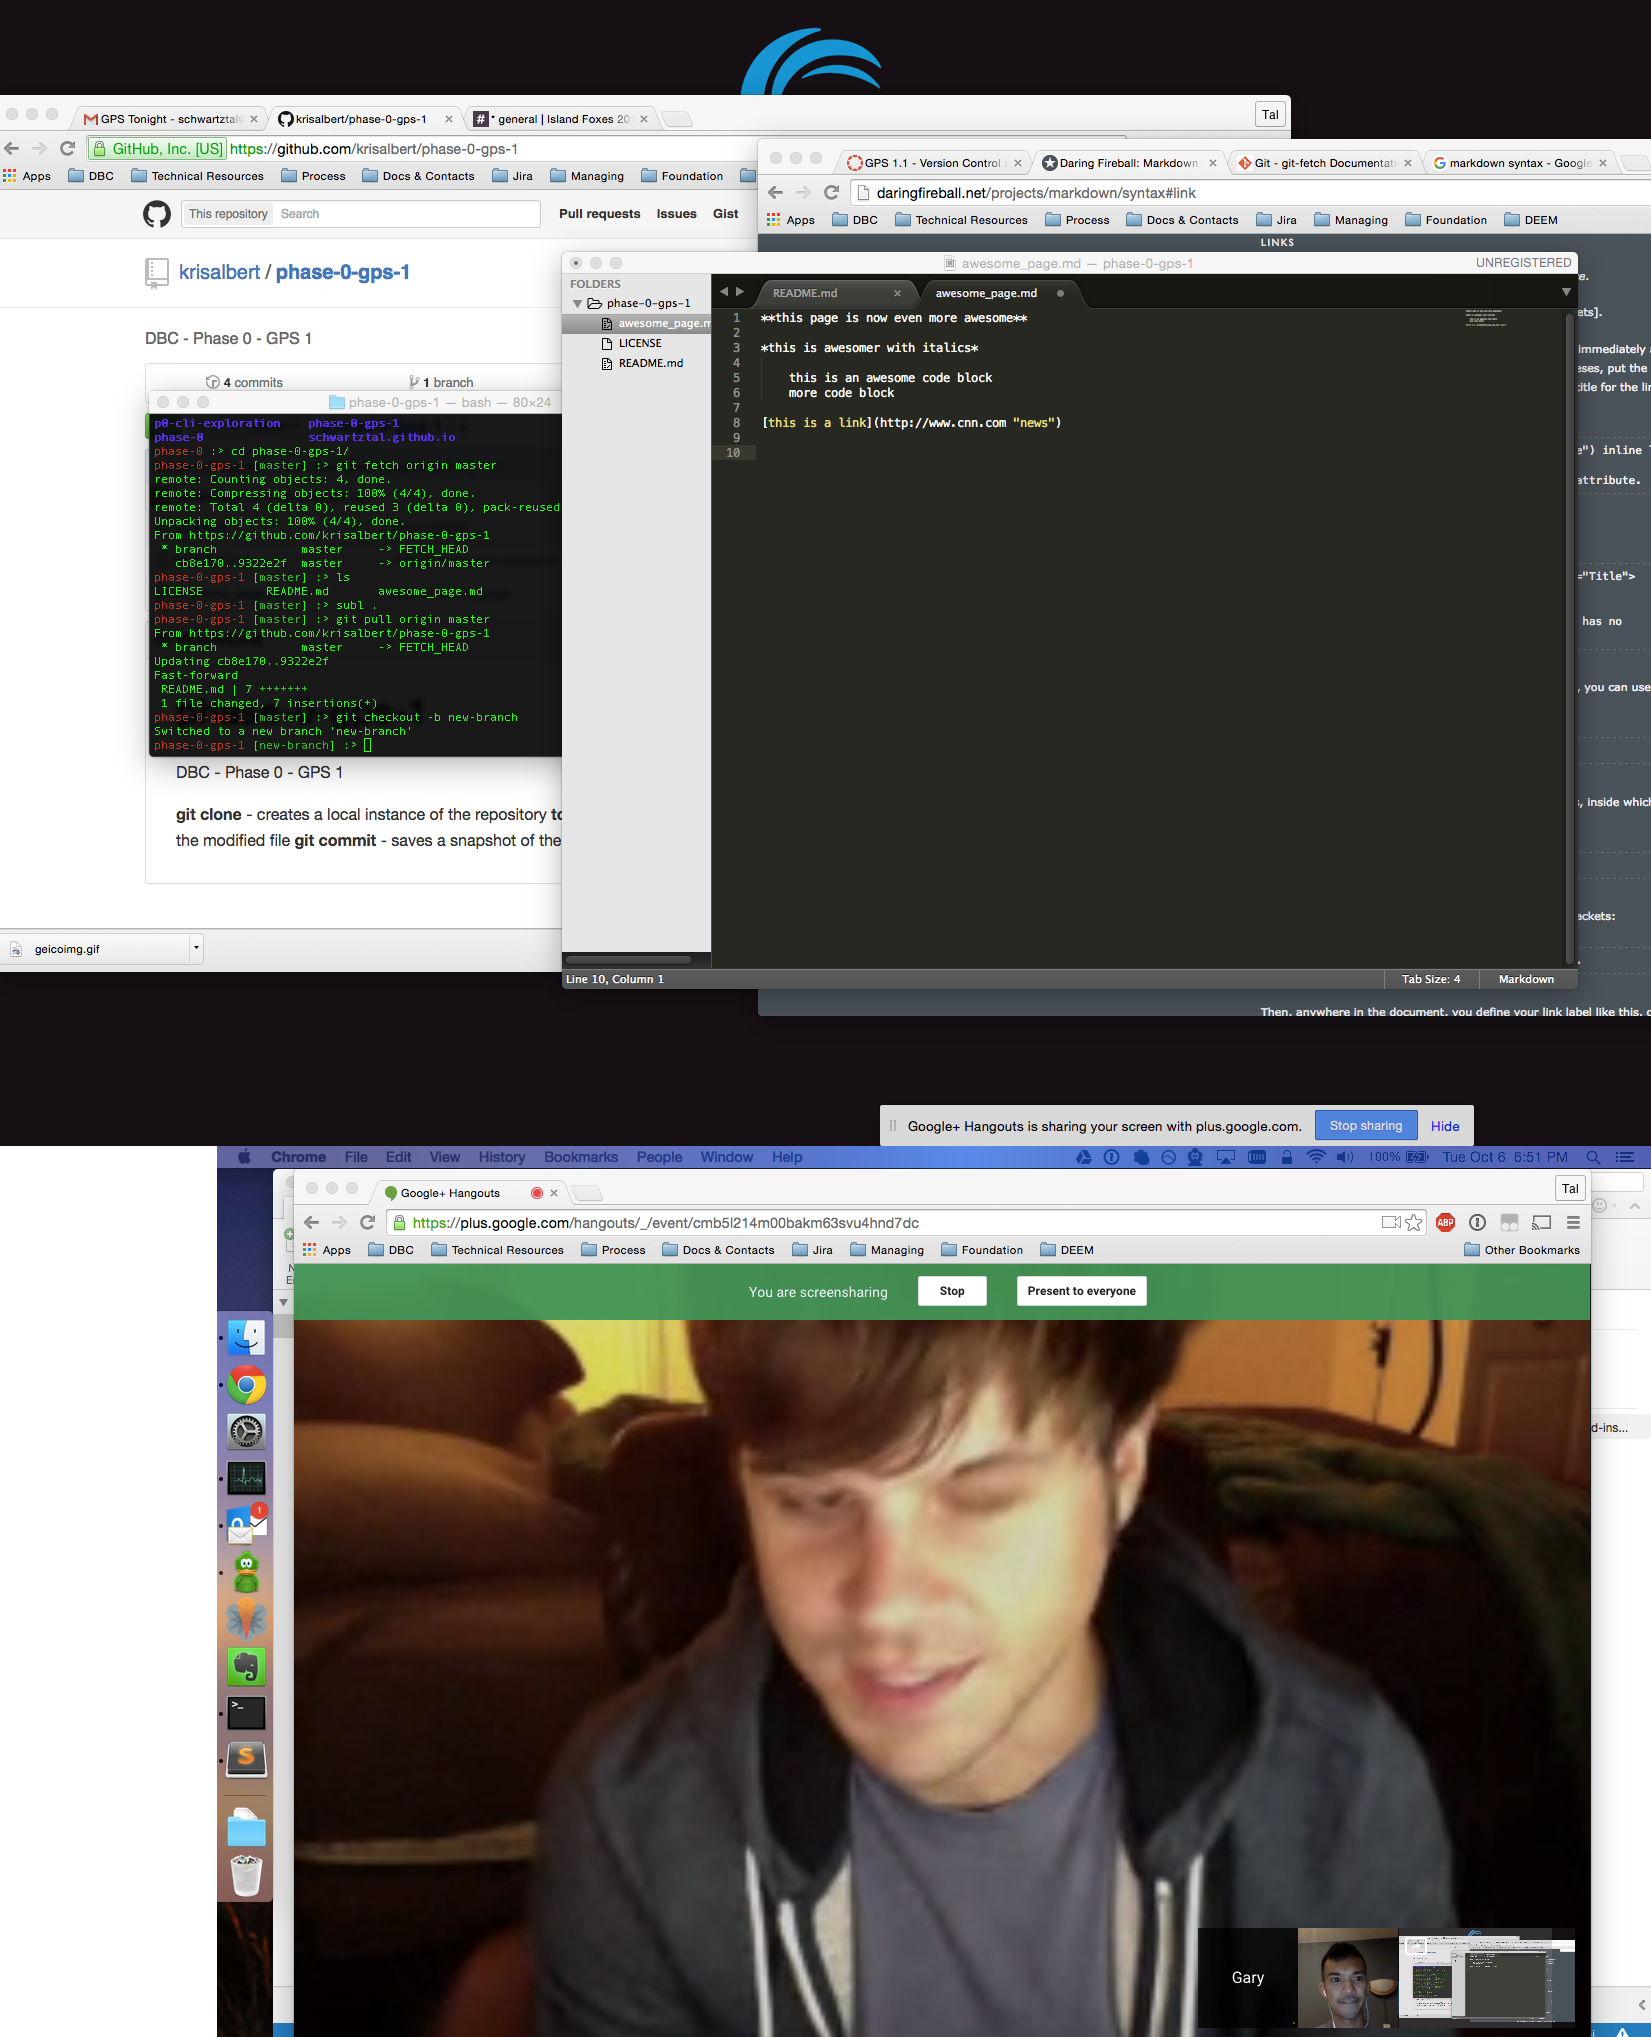 GPS Tonight - schwartztal
krisalbert/phase-0-gps-1
* general | Island Foxes 20
Tal
GitHub, Inc. [US] https://github.com/krisalbert/phase-0-gps-1
Apps DBC Technical Resources Process Docs & Contacts Jira Managing Foundation
This repository Search Pull requests Issues Gist
krisalbert / phase-0-gps-1
DBC - Phase 0 - GPS 1
4 commits 1 branch
phase-0-gps-1 — bash — 80×24
p0-cli-exploration phase-0-gps-1
phase-0 schwartztal.github.io
phase-0 :> cd phase-0-gps-1/
phase-0-gps-1 [master] :> git fetch origin master
remote: Counting objects: 4, done.
remote: Compressing objects: 100% (4/4), done.
remote: Total 4 (delta 0), reused 3 (delta 0), pack-reused
Unpacking objects: 100% (4/4), done.
From https://github.com/krisalbert/phase-0-gps-1
* branch master -> FETCH_HEAD
cb8e170..9322e2f master -> origin/master
phase-0-gps-1 [master] :> ls
LICENSE README.md awesome_page.md
phase-0-gps-1 [master] :> subl .
phase-0-gps-1 [master] :> git pull origin master
From https://github.com/krisalbert/phase-0-gps-1
* branch master -> FETCH_HEAD
Updating cb8e170..9322e2f
Fast-forward
README.md | 7 +++++++
1 file changed, 7 insertions(+)
phase-0-gps-1 [master] :> git checkout -b new-branch
Switched to a new branch 'new-branch'
phase-0-gps-1 [new-branch] :>
DBC - Phase 0 - GPS 1
git clone - creates a local instance of the repository
the modified file git commit - saves a snapshot of the
geicoimg.gif
GPS 1.1 - Version Control
Daring Fireball: Markdown
Git - git-fetch Documentati
markdown syntax - Google
daringfireball.net/projects/markdown/syntax#link
Apps DBC Technical Resources Process Docs & Contacts Jira Managing Foundation DEEM
LINKS
awesome_page.md — phase-0-gps-1
UNREGISTERED
FOLDERS
phase-0-gps-1
awesome_page.m
LICENSE
README.md
README.md
awesome_page.md
1 **this page is now even more awesome**
2
3 *this is awesomer with italics*
4
5 this is an awesome code block
6 more code block
7
8 [this is a link](http://www.cnn.com "news")
9
10
Line 10, Column 1
Tab Size: 4 Markdown
ets].
immediately
eses, put the
title for the
e") inline
attribute.
="Title">
has no
, you can use
, inside
ackets:
Then, anywhere in the document, you define your link label like this,
Google+ Hangouts is sharing your screen with plus.google.com. Stop sharing Hide
Chrome File Edit View History Bookmarks People Window Help
100% Tue Oct 6 6:51 PM
Google+ Hangouts
Tal
https://plus.google.com/hangouts/_/event/cmb5l214m00bakm63svu4hnd7dc
ABP
Apps DBC Technical Resources Process Docs & Contacts Jira Managing Foundation DEEM Other Bookmarks
You are screensharing Stop Present to everyone
N
E
d-ins...
1
Gary